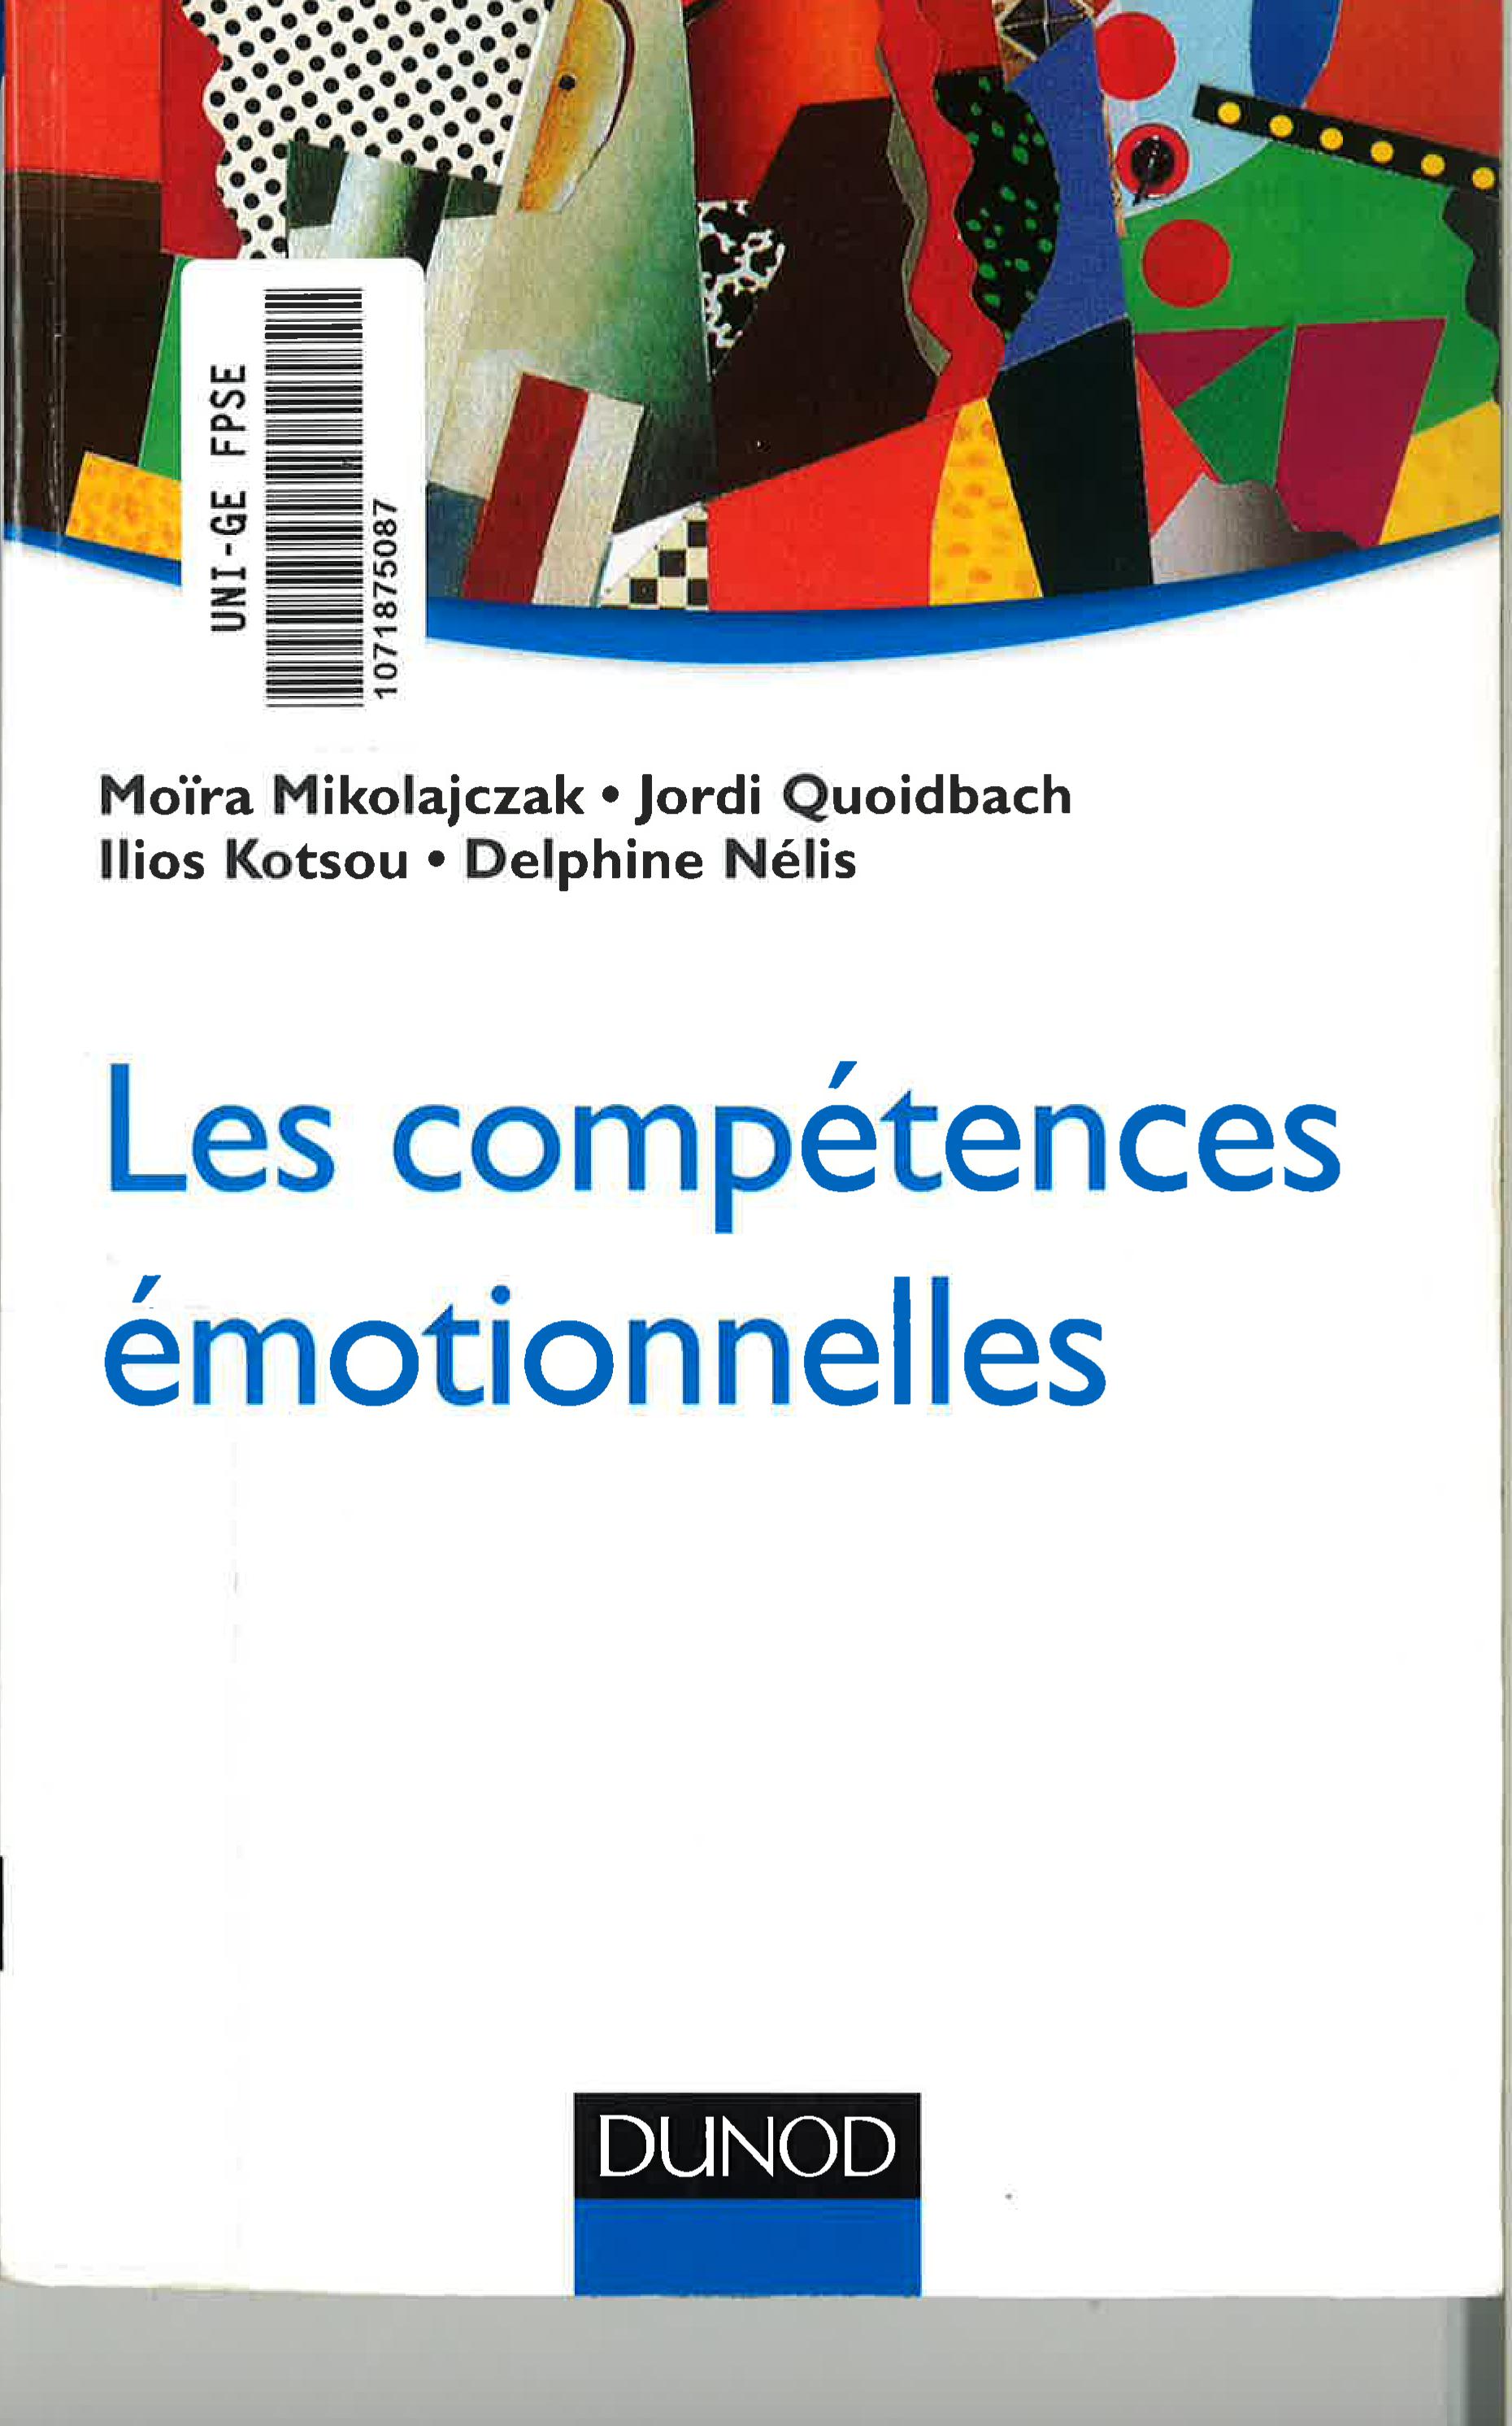 UNI-GE FPSE
1071875087
Moïra Mikolajczak • Jordi Quoidbach
Ilios Kotsou • Delphine Nélis
Les compétences
émotionnelles
DUNOD